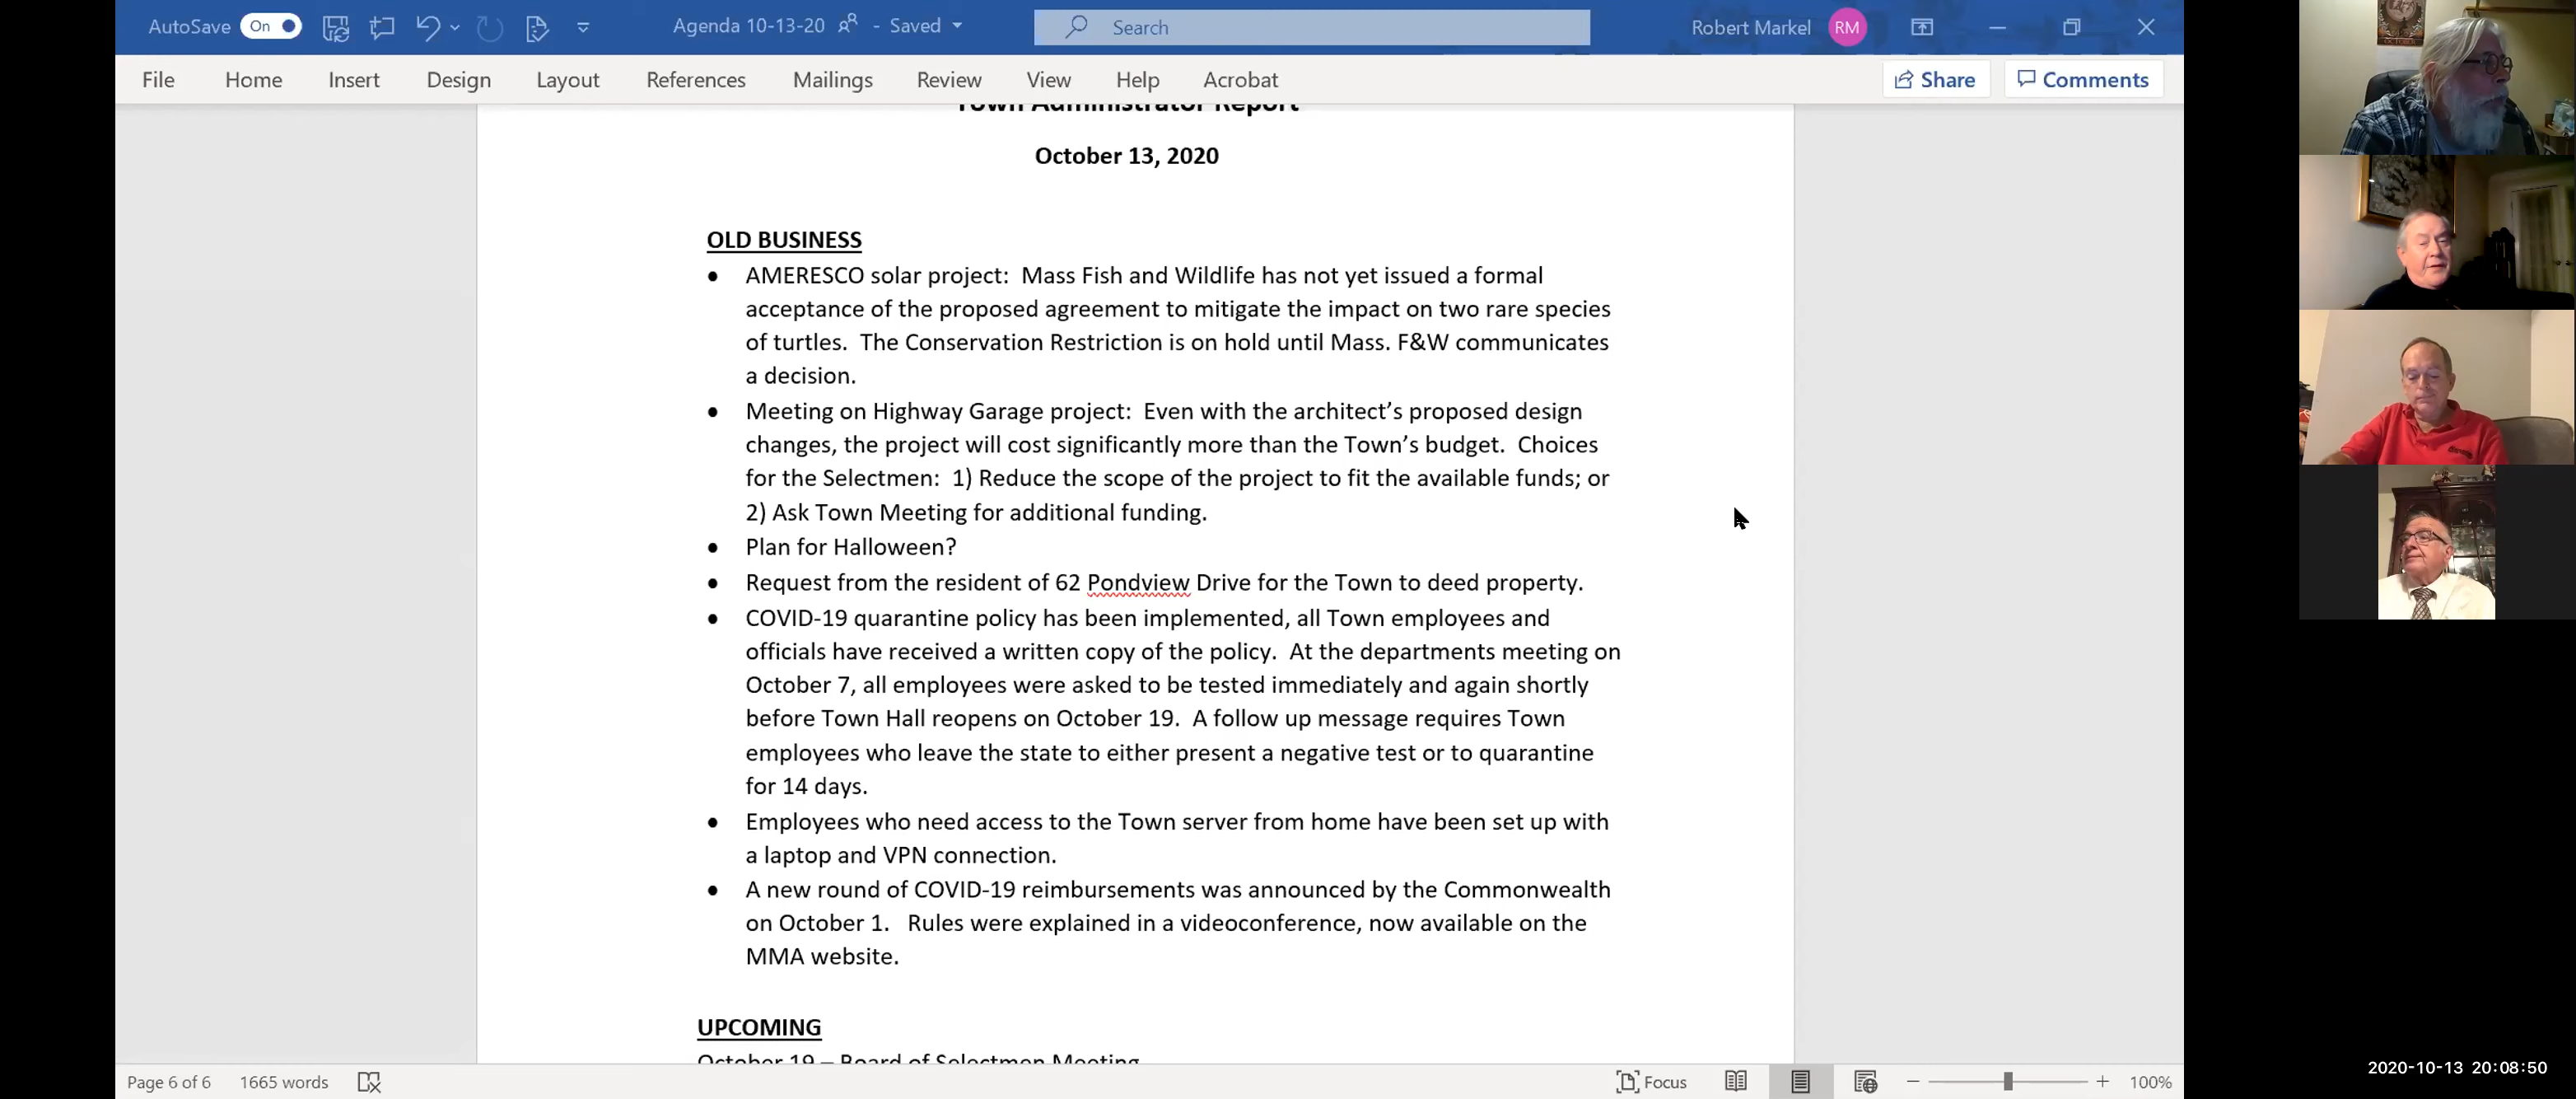 AutoSave On Agenda 10-13-20 - Saved Search Robert Markel RM
File Home Insert Design Layout References Mailings Review View Help Acrobat Share Comments
Town Administrator Report
October 13, 2020
OLD BUSINESS
• AMERESCO solar project: Mass Fish and Wildlife has not yet issued a formal
acceptance of the proposed agreement to mitigate the impact on two rare species
of turtles. The Conservation Restriction is on hold until Mass. F&W communicates
a decision.
• Meeting on Highway Garage project: Even with the architect's proposed design
changes, the project will cost significantly more than the Town's budget. Choices
for the Selectmen: 1) Reduce the scope of the project to fit the available funds; or
2) Ask Town Meeting for additional funding.
• Plan for Halloween?
• Request from the resident of 62 Pondview Drive for the Town to deed property.
• COVID-19 quarantine policy has been implemented, all Town employees and
officials have received a written copy of the policy. At the departments meeting on
October 7, all employees were asked to be tested immediately and again shortly
before Town Hall reopens on October 19. A follow up message requires Town
employees who leave the state to either present a negative test or to quarantine
for 14 days.
• Employees who need access to the Town server from home have been set up with
a laptop and VPN connection.
• A new round of COVID-19 reimbursements was announced by the Commonwealth
on October 1. Rules were explained in a videoconference, now available on the
MMA website.
UPCOMING
October 19 – Board of Selectmen Meeting
Page 6 of 6 1665 words Focus 100%
2020-10-13 20:08:50